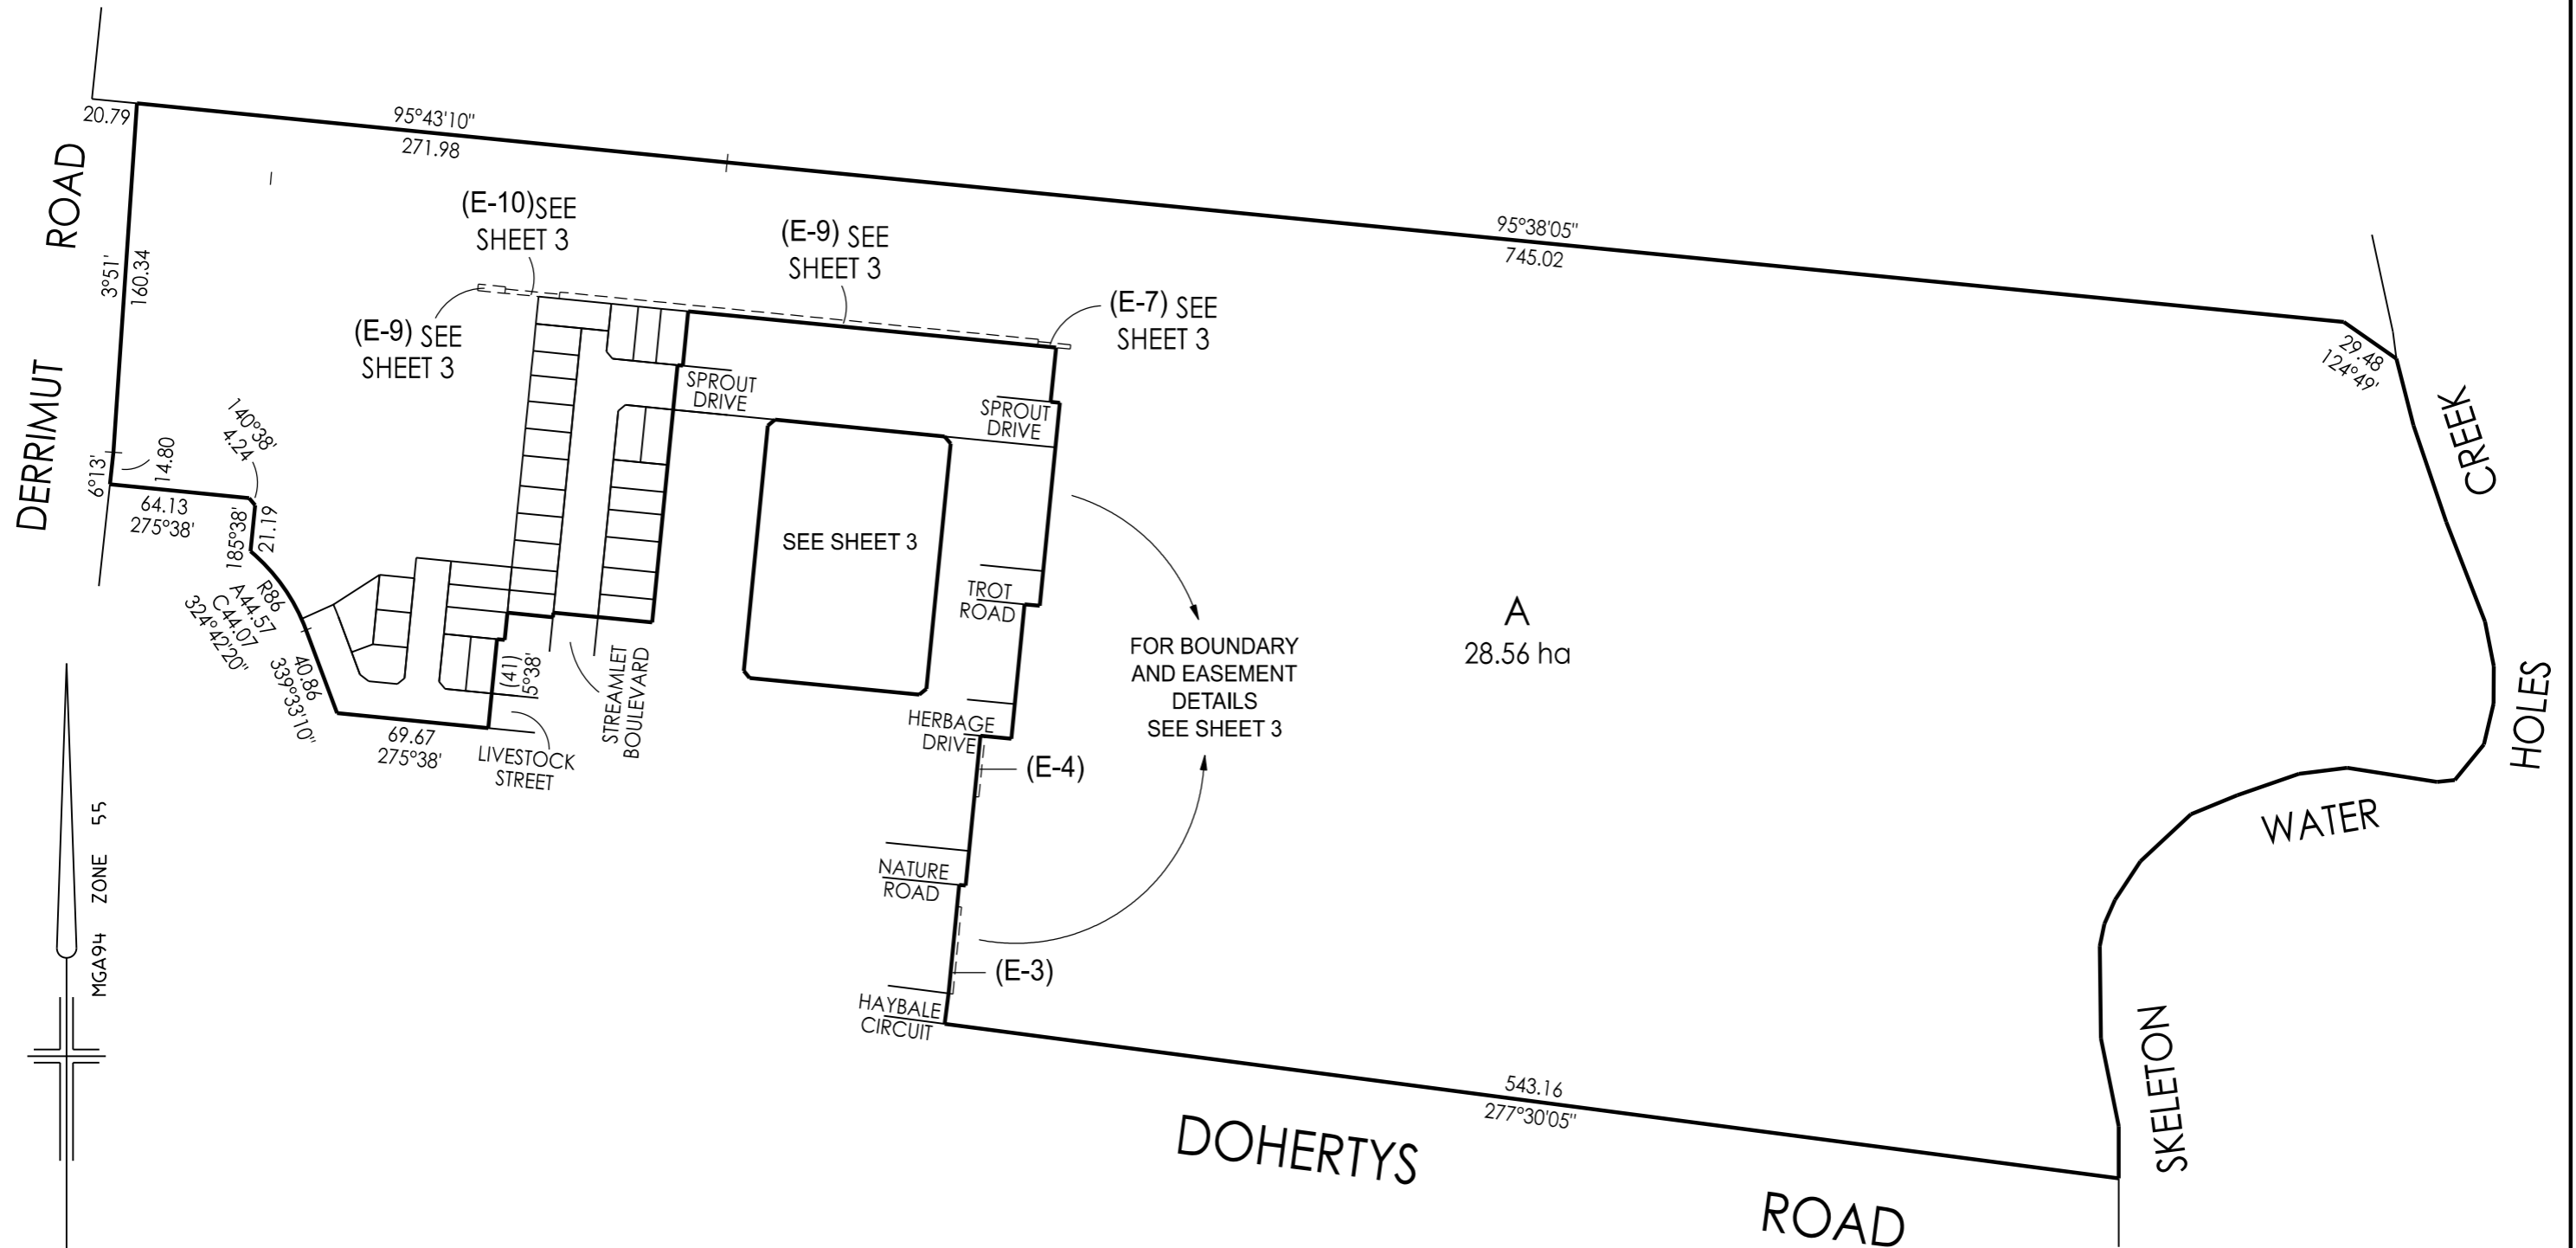 20.79
95°43'10"
271.98
ROAD
3°51'
160.34
(E-10) SEE
SHEET 3
(E-9) SEE
SHEET 3
95°38'05"
745.02
(E-9) SEE
SHEET 3
(E-7) SEE
SHEET 3
29.48
124°49'
DERRIMUT
SPROUT
DRIVE
SPROUT
DRIVE
CREEK
140°38'
4.24
14.80
6°13'
64.13
275°38'
185°38'
21.19
SEE SHEET 3
R86
A44.57
C44.07
324°42'20"
TROT
ROAD
A
28.56 ha
FOR BOUNDARY
AND EASEMENT
DETAILS
SEE SHEET 3
40.86
339°33'10"
(41)
5°38'
STREAMLET
BOULEVARD
HOLES
69.67
275°38'
LIVESTOCK
STREET
HERBAGE
DRIVE
(E-4)
WATER
MGA94 ZONE 55
NATURE
ROAD
(E-3)
HAYBALE
CIRCUIT
SKELETON
543.16
277°30'05"
DOHERTYS
ROAD